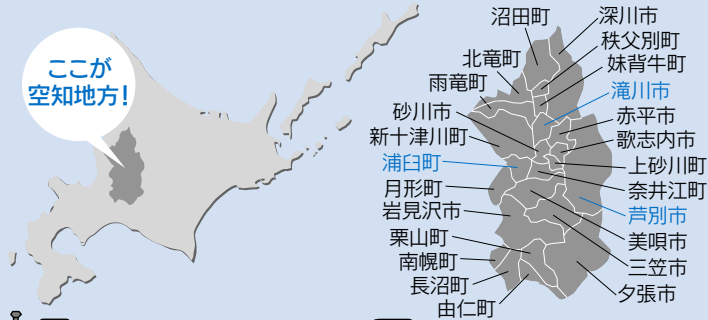 ここが
空知地方!
沼田町
北竜町
雨竜町
砂川市
新十津川町
浦臼町
月形町
岩見沢市
栗山町
南幌町
長沼町
由仁町
深川市
秩父別町
妹背牛町
滝川市
赤平市
歌志内市
上砂川町
奈井江町
芦別市
美唄市
三笠市
夕張市